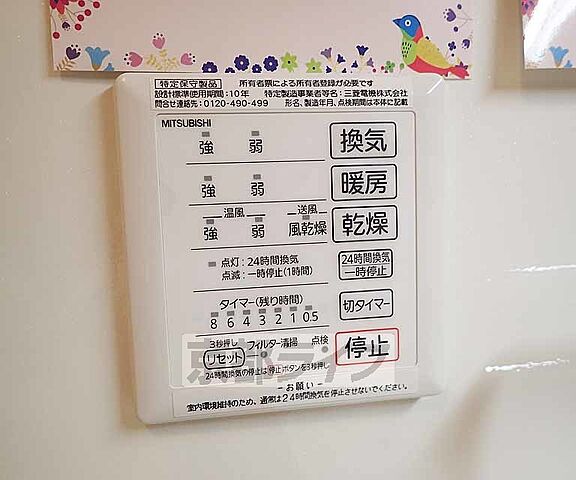 特定保守製品 所有者票による所有者登録が必要です
設計標準使用期間:10年 特定製造事業者等名:三菱電機株式会社
問合せ連絡先:0120-490-499 形名、製造年月、点検期間は本体に記載
MITSUBISHI
強 弱 換気
強 弱 暖房
温風 送風
強 弱 風乾燥 乾燥
点灯:24時間換気
点滅:一時停止(1時間)
24時間換気
一時停止
タイマー(残り時間)
8 6 4 3 2 1 0.5
切タイマー
3秒押し フィルター清掃 点検
リセット
停止
24時間換気の停止は停止ボタンを3秒押し
京都ライフ
-お願い-
室内環境維持のため、通常は24時間換気を停止させないでください。